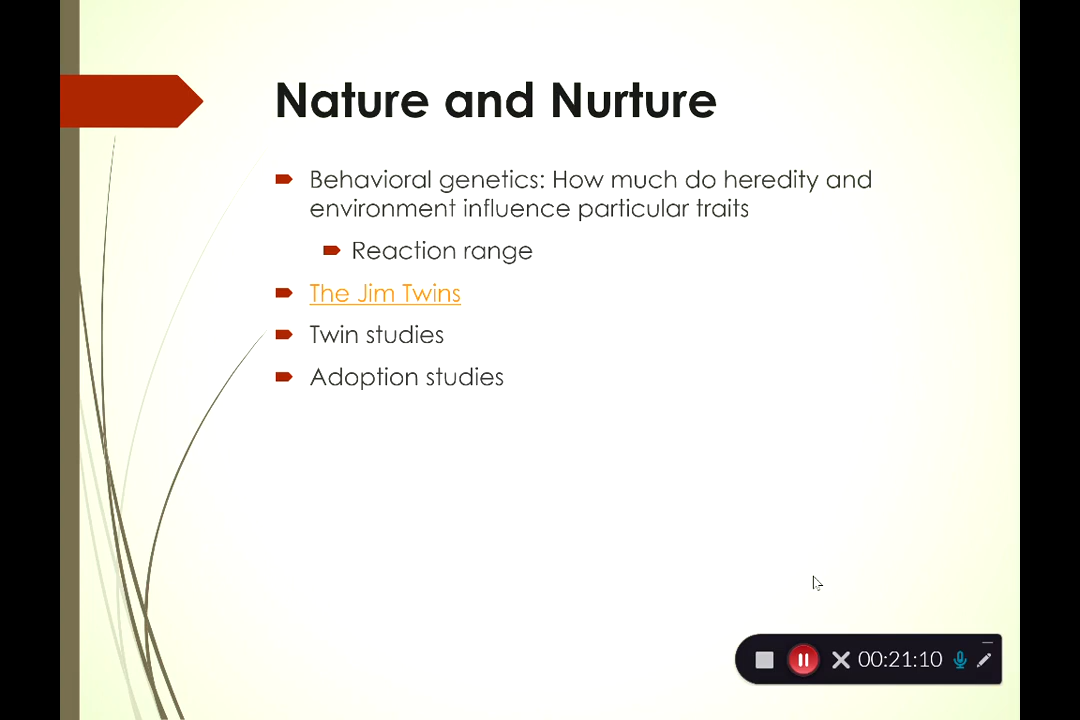 Nature and Nurture
Behavioral genetics: How much do heredity and
environment influence particular traits
Reaction range
The Jim Twins
Twin studies
Adoption studies
00:21:10